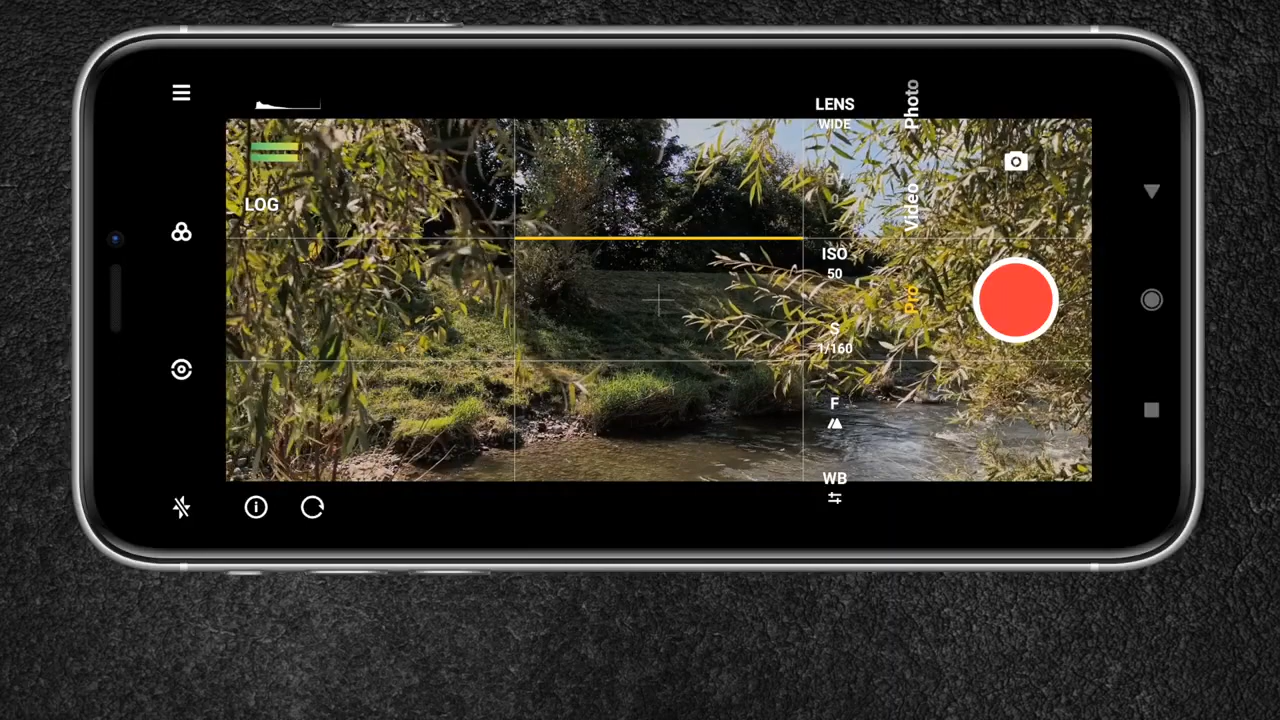 LENS
WIDE
Photo
EV
0
LOG
Video
ISO
50
Pro
S
1/160
F
WB